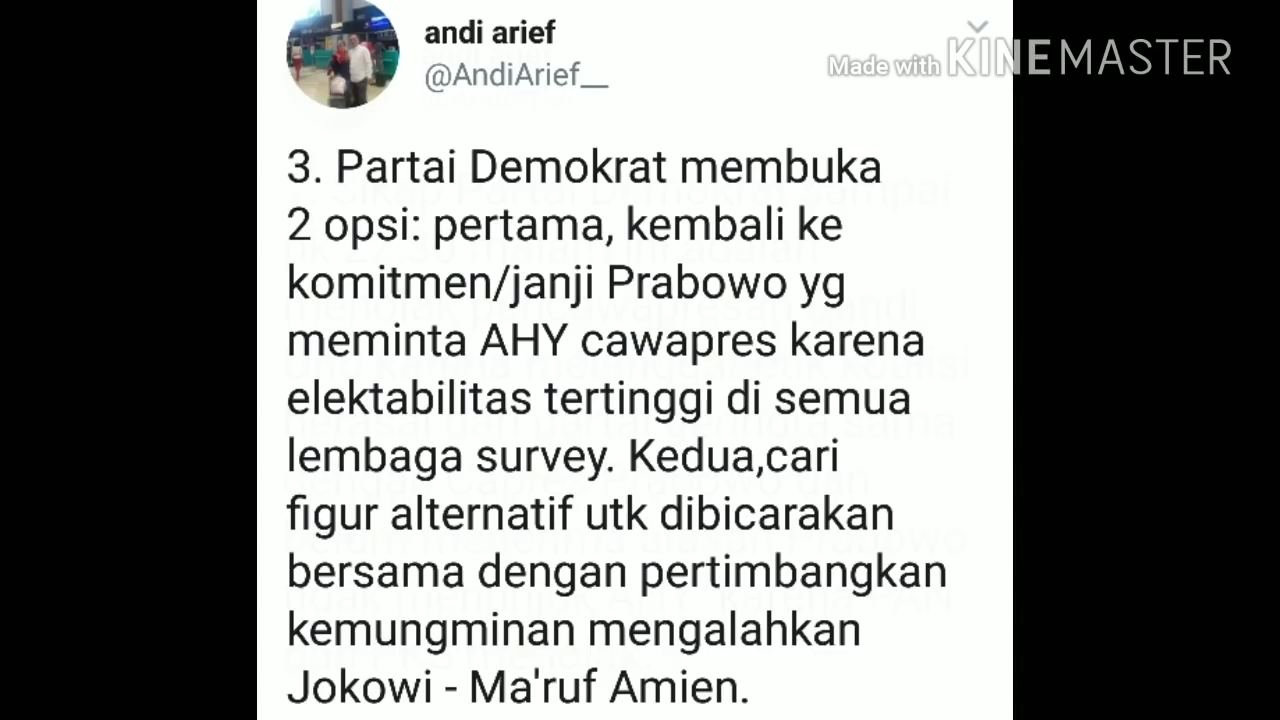 andi arief
@AndiArief__
Made with KINEMASTER
3. Partai Demokrat membuka
2 opsi: pertama, kembali ke
komitmen/janji Prabowo yg
meminta AHY cawapres karena
elektabilitas tertinggi di semua
lembaga survey. Kedua,cari
figur alternatif utk dibicarakan
bersama dengan pertimbangkan
kemungminan mengalahkan
Jokowi - Ma'ruf Amien.